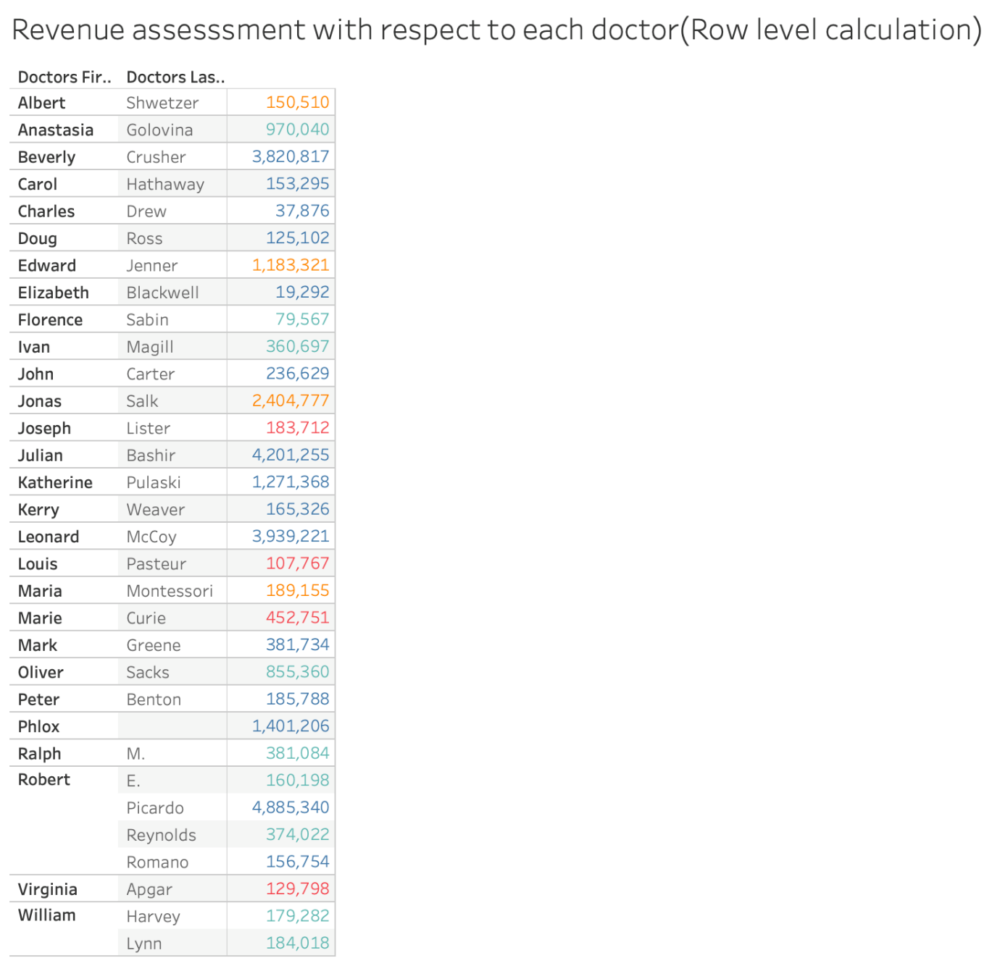 Revenue assesssment with respect to each doctor(Row level calculation)
Doctors Fir.. Doctors Las..
Albert Shwetzer 150,510
Anastasia Golovina 970,040
Beverly Crusher 3,820,817
Carol Hathaway 153,295
Charles Drew 37,876
Doug Ross 125,102
Edward Jenner 1,183,321
Elizabeth Blackwell 19,292
Florence Sabin 79,567
Ivan Magill 360,697
John Carter 236,629
Jonas Salk 2,404,777
Joseph Lister 183,712
Julian Bashir 4,201,255
Katherine Pulaski 1,271,368
Kerry Weaver 165,326
Leonard McCoy 3,939,221
Louis Pasteur 107,767
Maria Montessori 189,155
Marie Curie 452,751
Mark Greene 381,734
Oliver Sacks 855,360
Peter Benton 185,788
Phlox 1,401,206
Ralph M. 381,084
Robert E. 160,198
Picardo 4,885,340
Reynolds 374,022
Romano 156,754
Virginia Apgar 129,798
William Harvey 179,282
Lynn 184,018